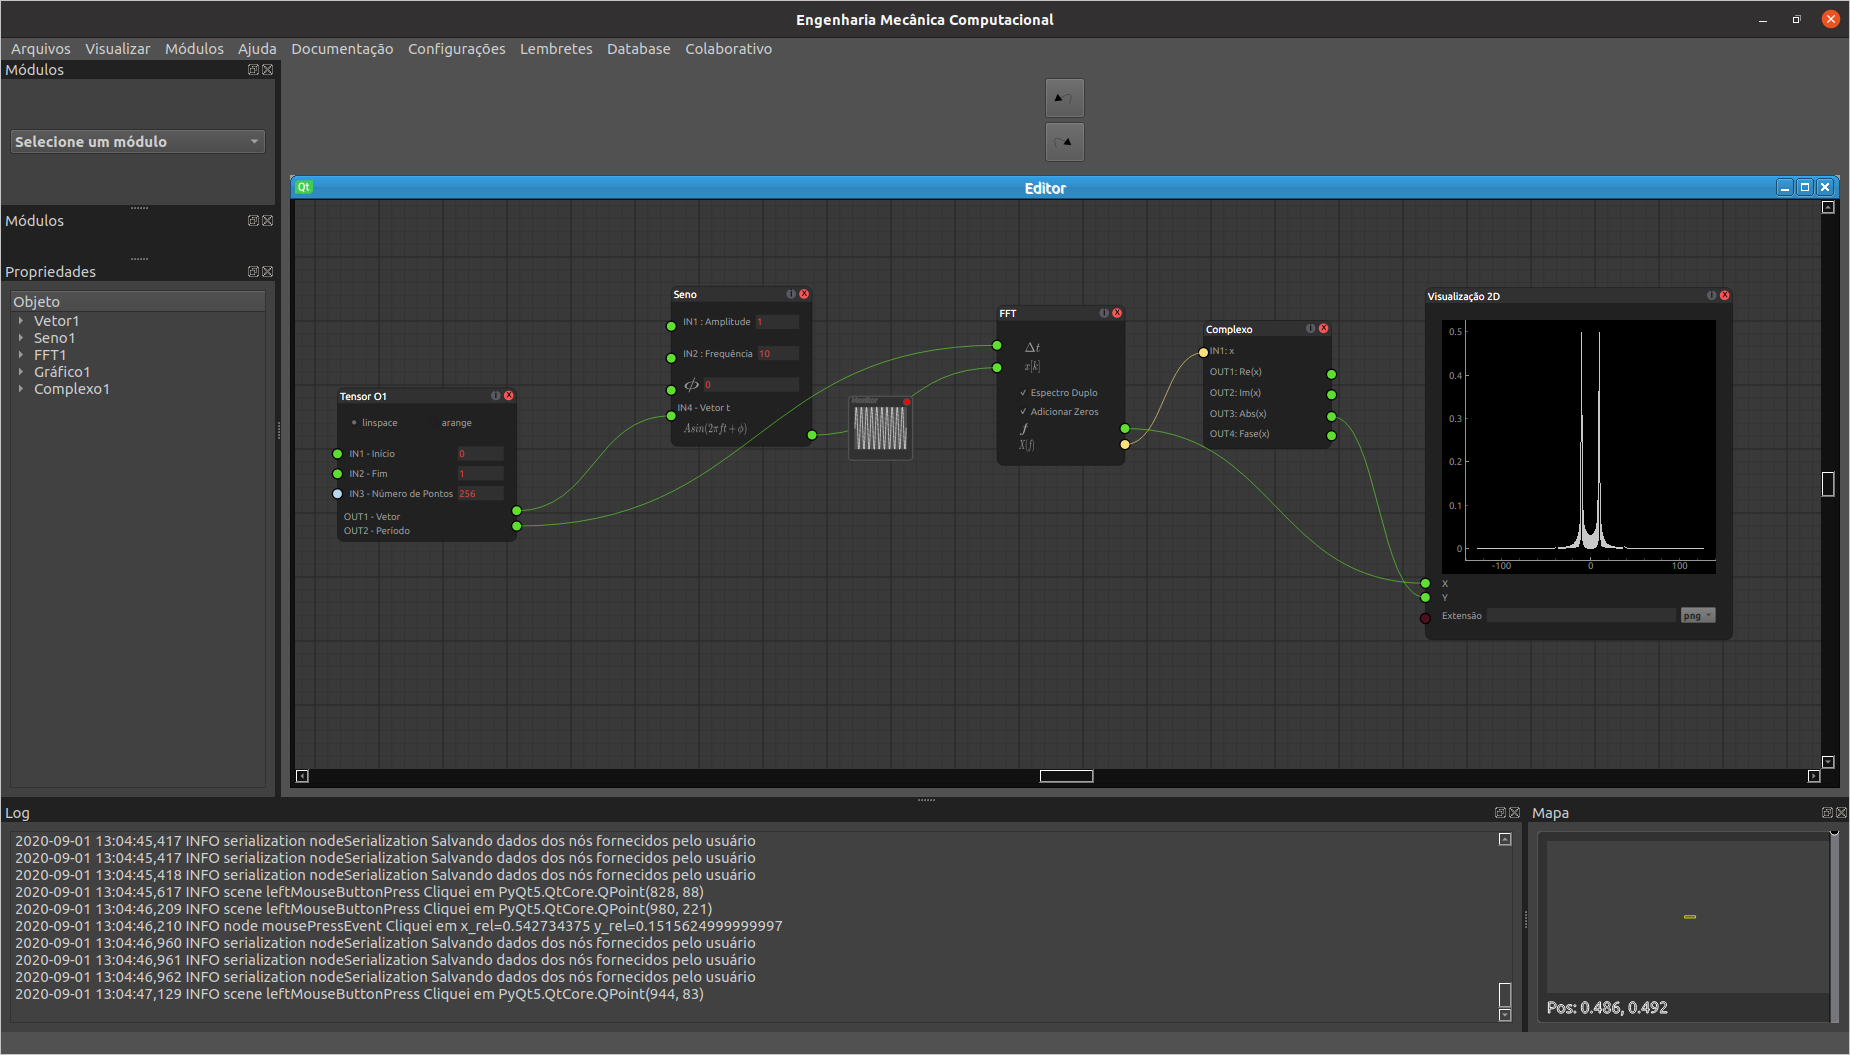 Engenharia Mecânica Computacional
Arquivos Visualizar Módulos Ajuda Documentação Configurações Lembretes Database Colaborativo
Módulos
Selecione um módulo
Módulos
Propriedades
Objeto
Vetor1
Seno1
FFT1
Gráfico1
Complexo1
Qt Editor
Tensor O1
linspace arange
IN1 - Início 0
IN2 - Fim 1
IN3 - Número de Pontos 256
OUT1 - Vetor
OUT2 - Período
Seno
IN1 : Amplitude 1
IN2 : Frequência 10
ϕ 0
IN4 - Vetor t
Asin(2πft + ϕ)
Monitor
FFT
Δt
x[k]
✓ Espectro Duplo
✓ Adicionar Zeros
f
X(f)
Complexo
IN1: x
OUT1: Re(x)
OUT2: Im(x)
OUT3: Abs(x)
OUT4: Fase(x)
Visualização 2D
0.5
0.4
0.3
0.2
0.1
0
-100 0 100
X
Y
Extensão png
Log
2020-09-01 13:04:45,417 INFO serialization nodeSerialization Salvando dados dos nós fornecidos pelo usuário
2020-09-01 13:04:45,417 INFO serialization nodeSerialization Salvando dados dos nós fornecidos pelo usuário
2020-09-01 13:04:45,418 INFO serialization nodeSerialization Salvando dados dos nós fornecidos pelo usuário
2020-09-01 13:04:45,617 INFO scene leftMouseButtonPress Cliquei em PyQt5.QtCore.QPoint(828, 88)
2020-09-01 13:04:46,209 INFO scene leftMouseButtonPress Cliquei em PyQt5.QtCore.QPoint(980, 221)
2020-09-01 13:04:46,210 INFO node mousePressEvent Cliquei em x_rel=0.542734375 y_rel=0.1515624999999997
2020-09-01 13:04:46,960 INFO serialization nodeSerialization Salvando dados dos nós fornecidos pelo usuário
2020-09-01 13:04:46,961 INFO serialization nodeSerialization Salvando dados dos nós fornecidos pelo usuário
2020-09-01 13:04:46,962 INFO serialization nodeSerialization Salvando dados dos nós fornecidos pelo usuário
2020-09-01 13:04:47,129 INFO scene leftMouseButtonPress Cliquei em PyQt5.QtCore.QPoint(944, 83)
Mapa
Pos: 0.486, 0.492